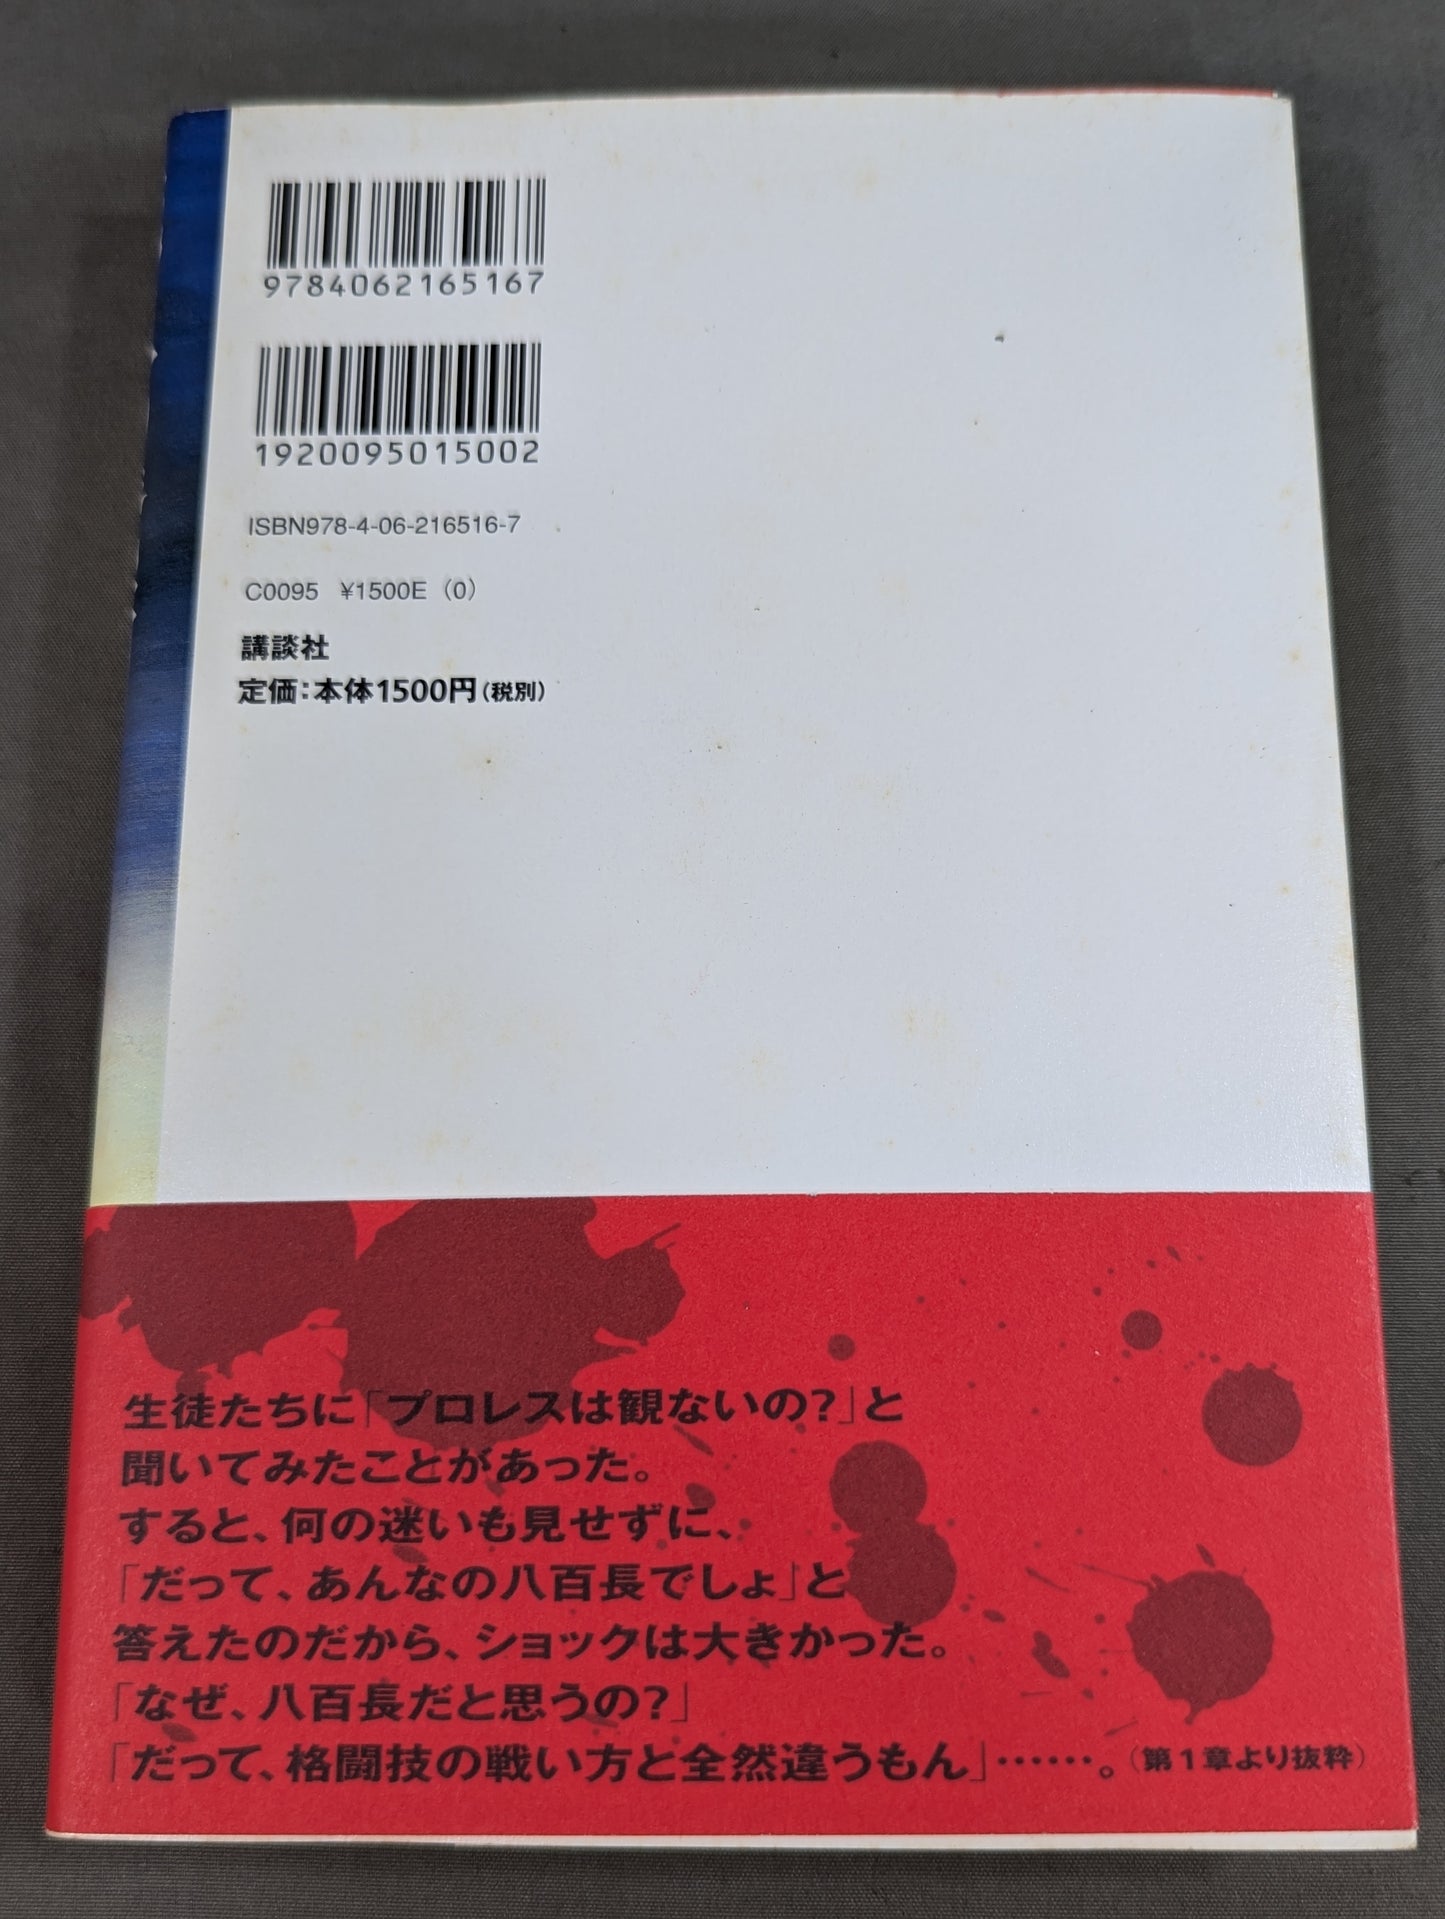 9784062165167
1920095015002
ISBN978-4-06-216516-7
C0095 ¥1500E (0)
講談社
定価：本体1500円（税別）
生徒たちに「プロレスは観ないの？」と
聞いてみたことがあった。
すると、何の迷いも見せずに、
「だって、あんなの八百長でしょ」と
答えたのだから、ショックは大きかった。
「なぜ、八百長だと思うの？」
「だって、格闘技の戦い方と全然違うもん」……。（第1章より抜粋）